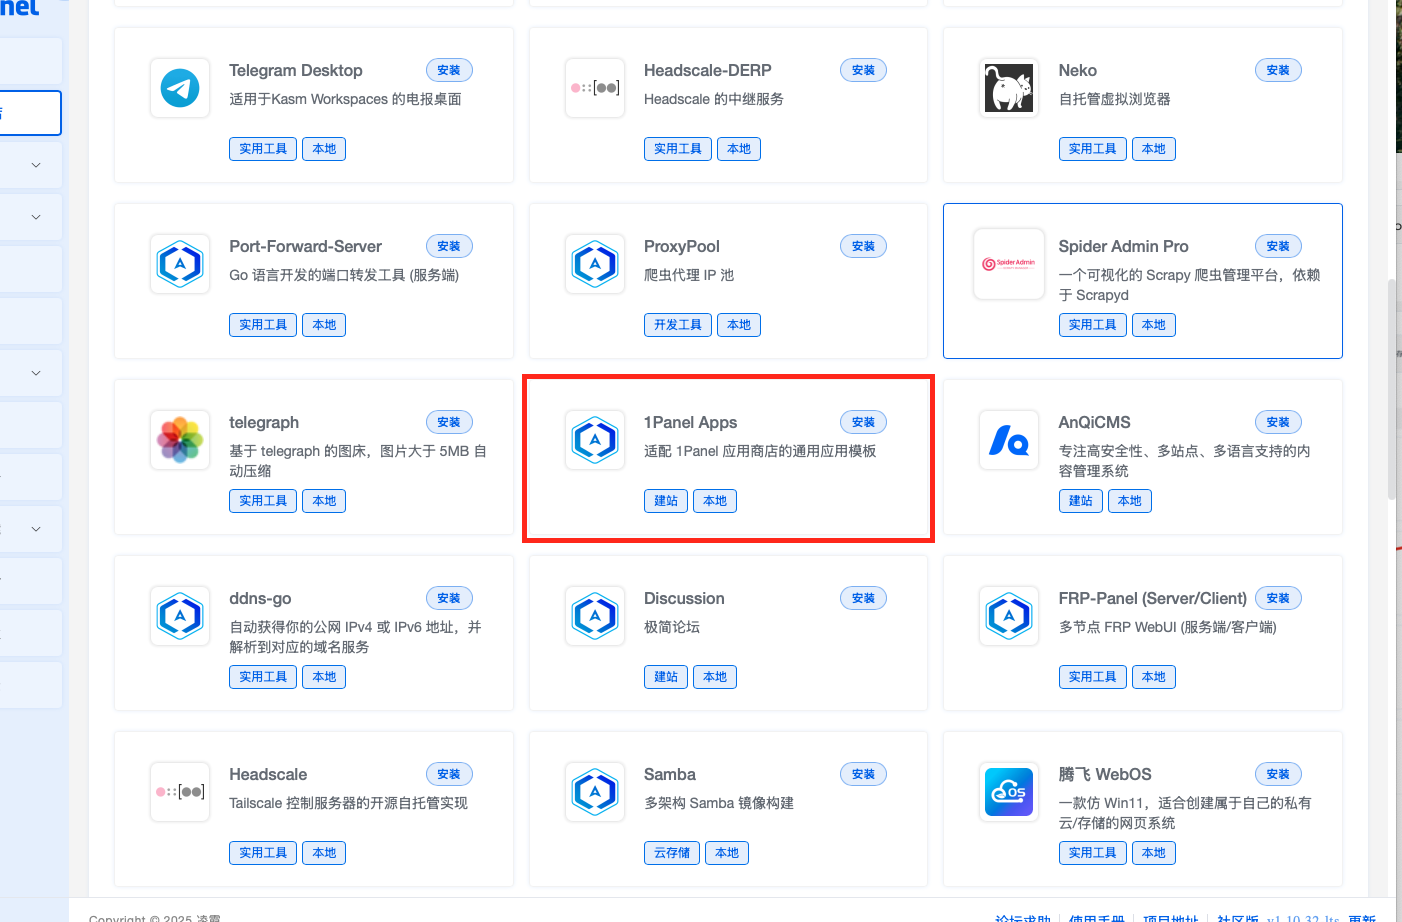 nel
Telegram Desktop
安装
适用于Kasm Workspaces 的电报桌面
实用工具
本地
Headscale-DERP
安装
Headscale 的中继服务
实用工具
本地
Neko
安装
自托管虚拟浏览器
实用工具
本地
Port-Forward-Server
安装
Go 语言开发的端口转发工具 (服务端)
实用工具
本地
ProxyPool
安装
爬虫代理 IP 池
开发工具
本地
Spider Admin
Spider Admin Pro
安装
一个可视化的 Scrapy 爬虫管理平台，依赖
于 Scrapyd
实用工具
本地
telegraph
安装
基于 telegraph 的图床，图片大于 5MB 自
动压缩
实用工具
本地
1Panel Apps
安装
适配 1Panel 应用商店的通用应用模板
建站
本地
AnQiCMS
安装
专注高安全性、多站点、多语言支持的内
容管理系统
建站
本地
ddns-go
安装
自动获得你的公网 IPv4 或 IPv6 地址，并
解析到对应的域名服务
实用工具
本地
Discussion
安装
极简论坛
建站
本地
FRP-Panel (Server/Client)
安装
多节点 FRP WebUI (服务端/客户端)
实用工具
本地
Headscale
安装
Tailscale 控制服务器的开源自托管实现
实用工具
本地
Samba
安装
多架构 Samba 镜像构建
云存储
本地
OS
腾飞 WebOS
安装
一款仿 Win11，适合创建属于自己的私有
云/存储的网页系统
实用工具
本地
Copyright © 2025 凌霞
论坛求助
使用手册
项目地址
社区版 v1.10.32-lts 更新